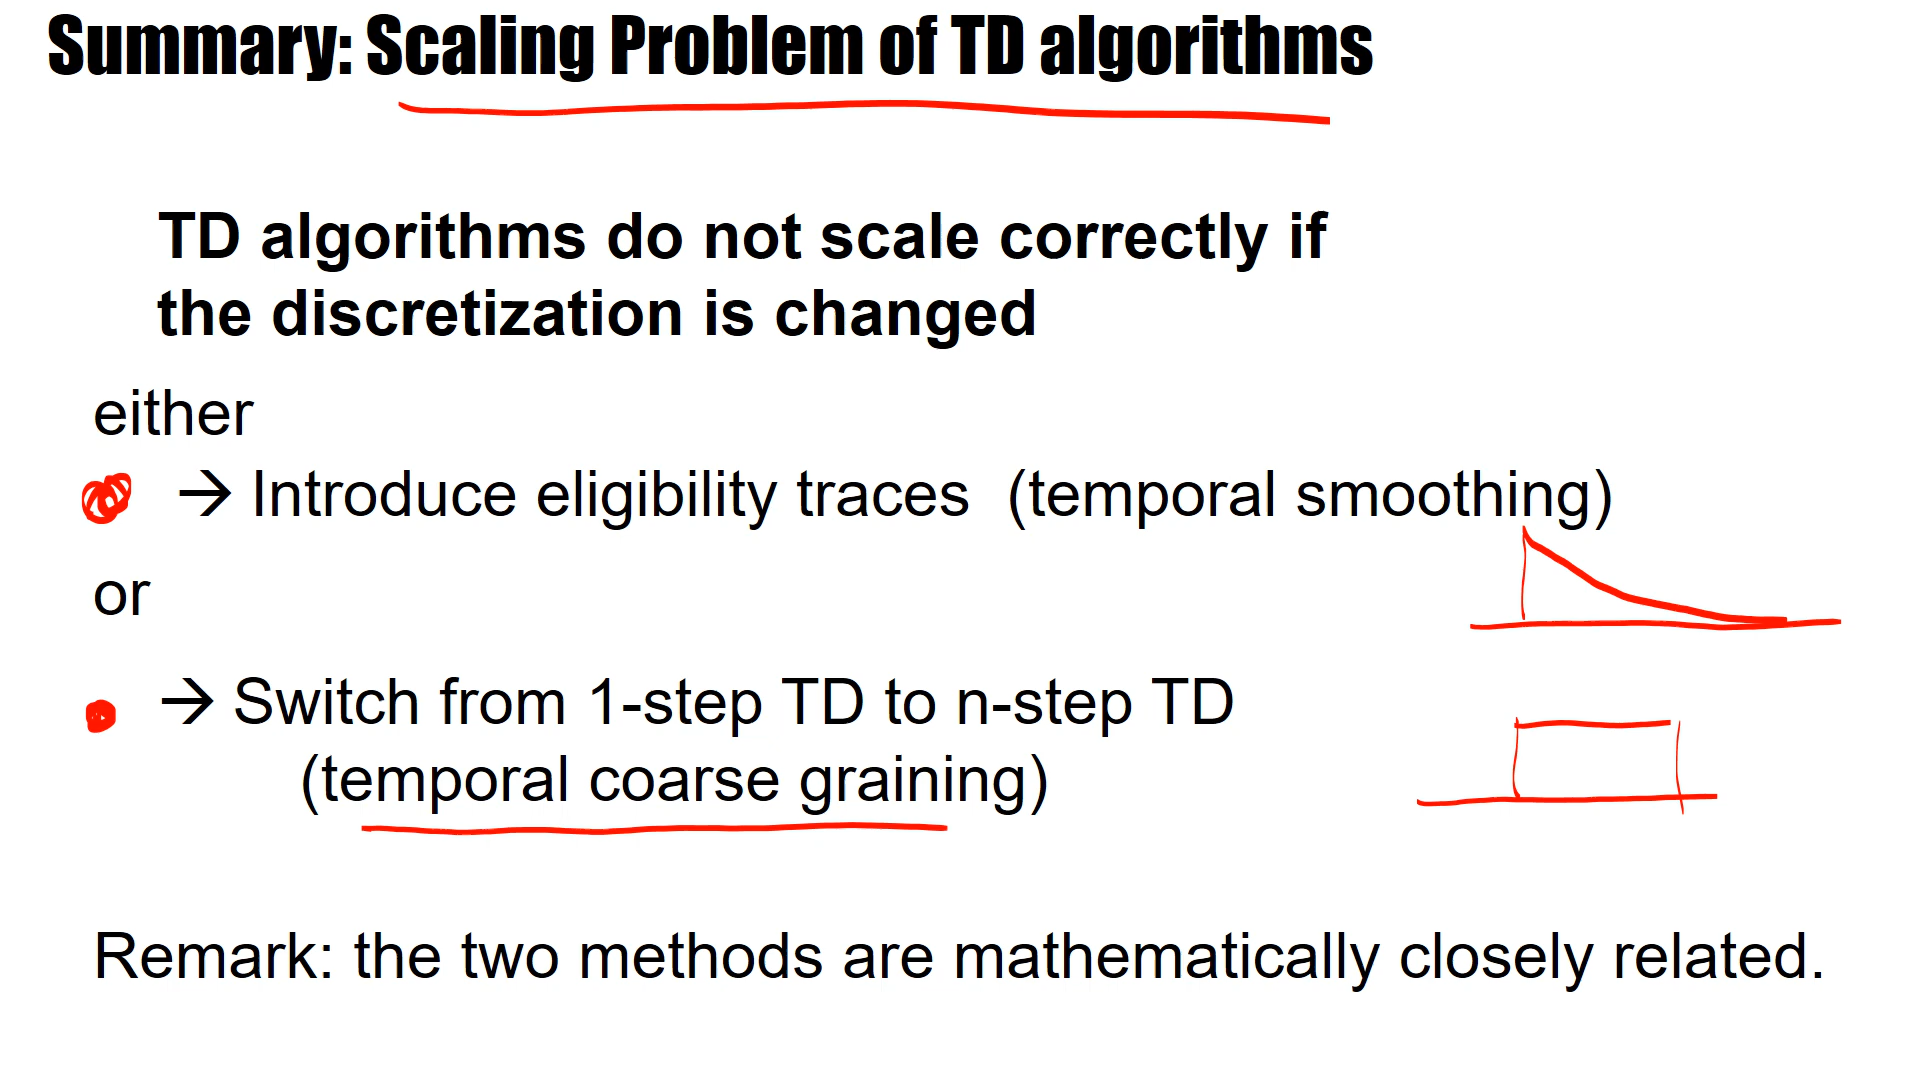 Summary: Scaling Problem of TD algorithms
TD algorithms do not scale correctly if
the discretization is changed
either
→ Introduce eligibility traces (temporal smoothing)
or
→ Switch from 1-step TD to n-step TD
(temporal coarse graining)
Remark: the two methods are mathematically closely related.